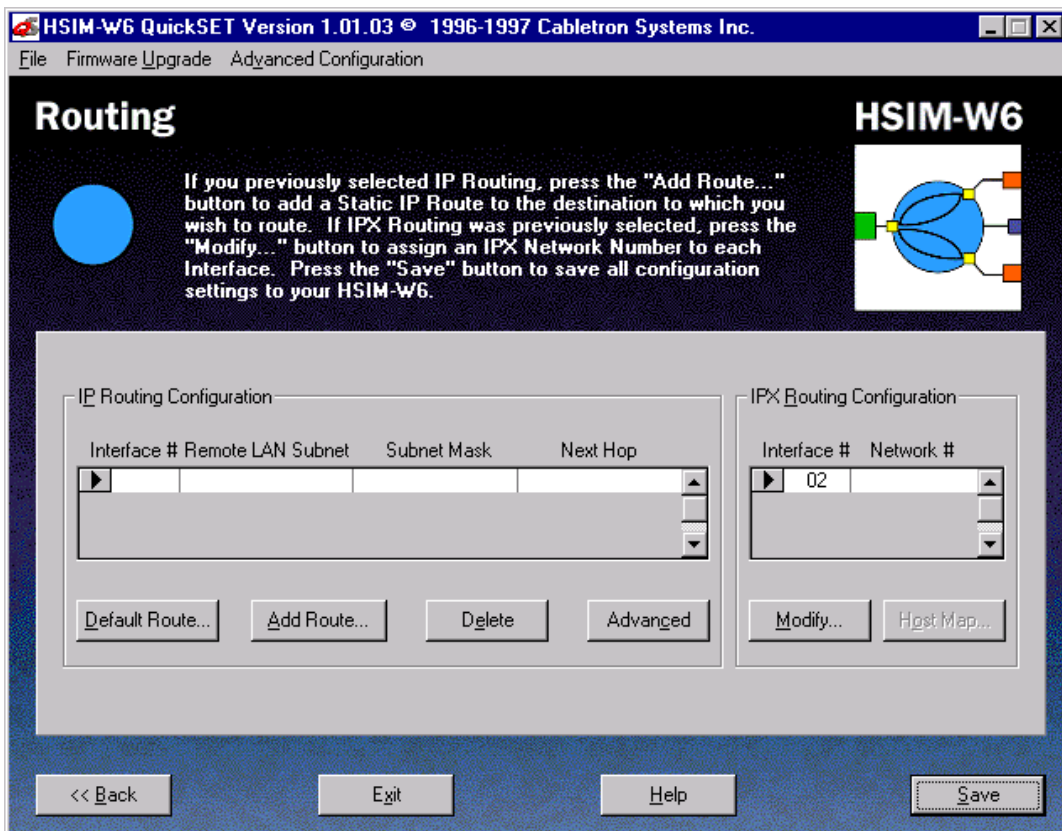 HSIM-W6 QuickSET Version 1.01.03 © 1996-1997 Cabletron Systems Inc.
File Firmware Upgrade Advanced Configuration
Routing
HSIM-W6
If you previously selected IP Routing, press the "Add Route..."
button to add a Static IP Route to the destination to which you
wish to route. If IPX Routing was previously selected, press the
"Modify..." button to assign an IPX Network Number to each
Interface. Press the "Save" button to save all configuration
settings to your HSIM-W6.
IP Routing Configuration
Interface # Remote LAN Subnet Subnet Mask Next Hop
Default Route... Add Route... Delete Advanced
IPX Routing Configuration
Interface # Network #
02
Modify... Host Map...
<< Back Exit Help Save